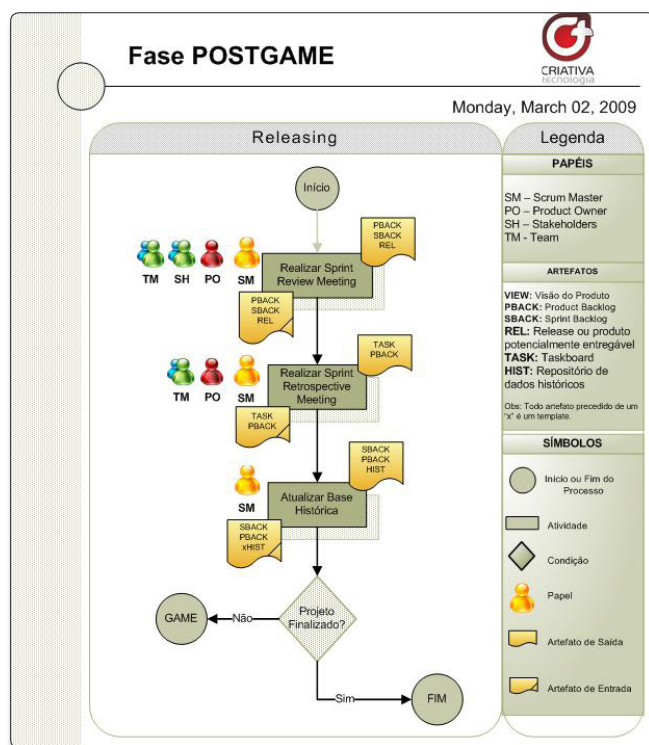 Fase POSTGAME
CRIATIVA
tecnologia
Monday, March 02, 2009
Releasing
Início
PBACK
SBACK
REL
TM
SH
PO
SM
Realizar Sprint
Review Meeting
PBACK
SBACK
REL
TASK
PBACK
TM
PO
SM
Realizar Sprint
Retrospective
Meeting
TASK
PBACK
SBACK
PBACK
HIST
SM
Atualizar Base
Histórica
SBACK
PBACK
xHIST
Projeto
Finalizado?
Não
GAME
Sim
FIM
Legenda
PAPÉIS
SM – Scrum Master
PO – Product Owner
SH – Stakeholders
TM - Team
ARTEFATOS
VIEW: Visão do Produto
PBACK: Product Backlog
SBACK: Sprint Backlog
REL: Release ou produto
potencialmente entregável
TASK: Taskboard
HIST: Repositório de
dados históricos
Obs: Todo artefato precedido de um
"x" é um template.
SÍMBOLOS
Início ou Fim do
Processo
Atividade
Condição
Papel
Artefato de Saída
Artefato de Entrada